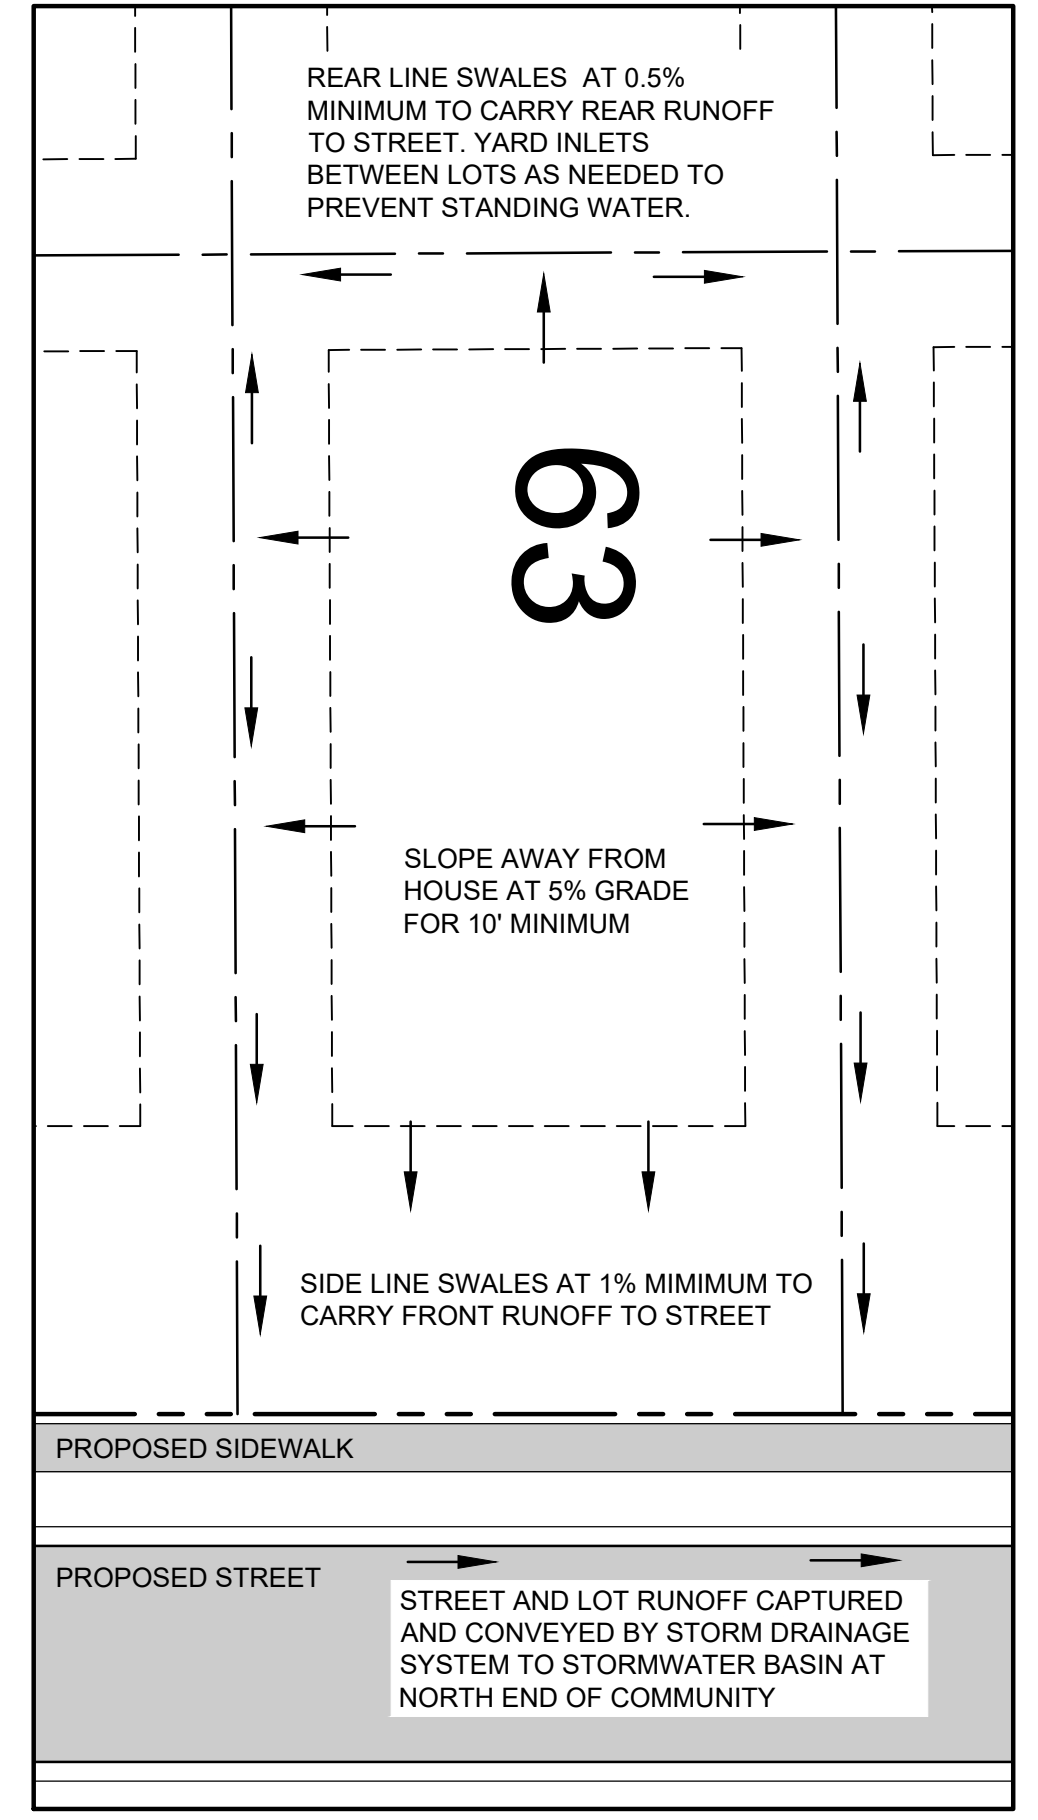 REAR LINE SWALES AT 0.5%
MINIMUM TO CARRY REAR RUNOFF
TO STREET. YARD INLETS
BETWEEN LOTS AS NEEDED TO
PREVENT STANDING WATER.
63
SLOPE AWAY FROM
HOUSE AT 5% GRADE
FOR 10' MINIMUM
SIDE LINE SWALES AT 1% MIMIMUM TO
CARRY FRONT RUNOFF TO STREET
PROPOSED SIDEWALK
PROPOSED STREET
STREET AND LOT RUNOFF CAPTURED
AND CONVEYED BY STORM DRAINAGE
SYSTEM TO STORMWATER BASIN AT
NORTH END OF COMMUNITY